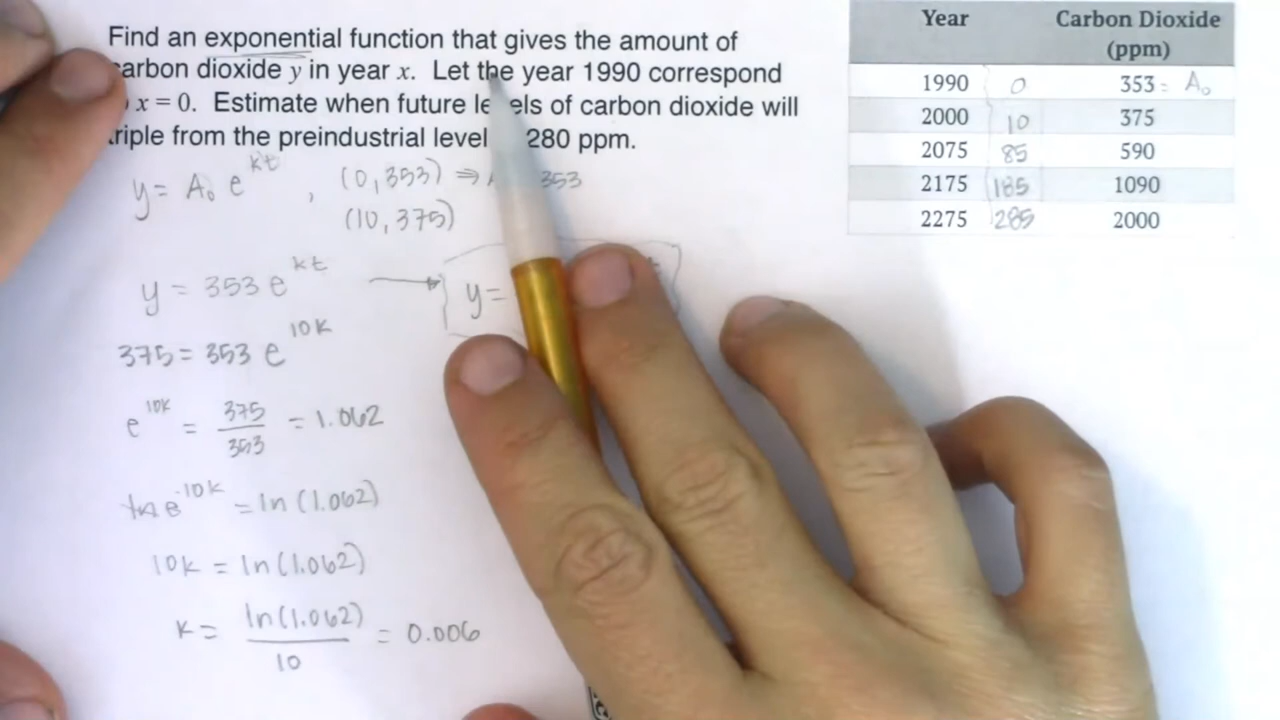 Find an exponential function that gives the amount of
carbon dioxide y in year x. Let the year 1990 correspond
x = 0. Estimate when future levels of carbon dioxide will
triple from the preindustrial level 280 ppm.
y = A₀ e^kt , (0,353) ⇒ 353
(10,375)
y = 353 e^kt → y=
375 = 353 e^10k
e^10k = 375/353 = 1.062
ln e^10k = ln (1.062)
10k = ln (1.062)
k = ln (1.062)/10 = 0.006
Year Carbon Dioxide
(ppm)
1990 0 353 = A₀
2000 10 375
2075 85 590
2175 185 1090
2275 285 2000